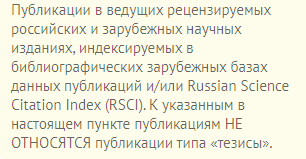 Публикации в ведущих рецензируемых
российских и зарубежных научных
изданиях, индексируемых в
библиографических зарубежных базах
данных публикаций и/или Russian Science
Citation Index (RSCI). К указанным в
настоящем пункте публикациям НЕ
ОТНОСЯТСЯ публикации типа «тезисы».